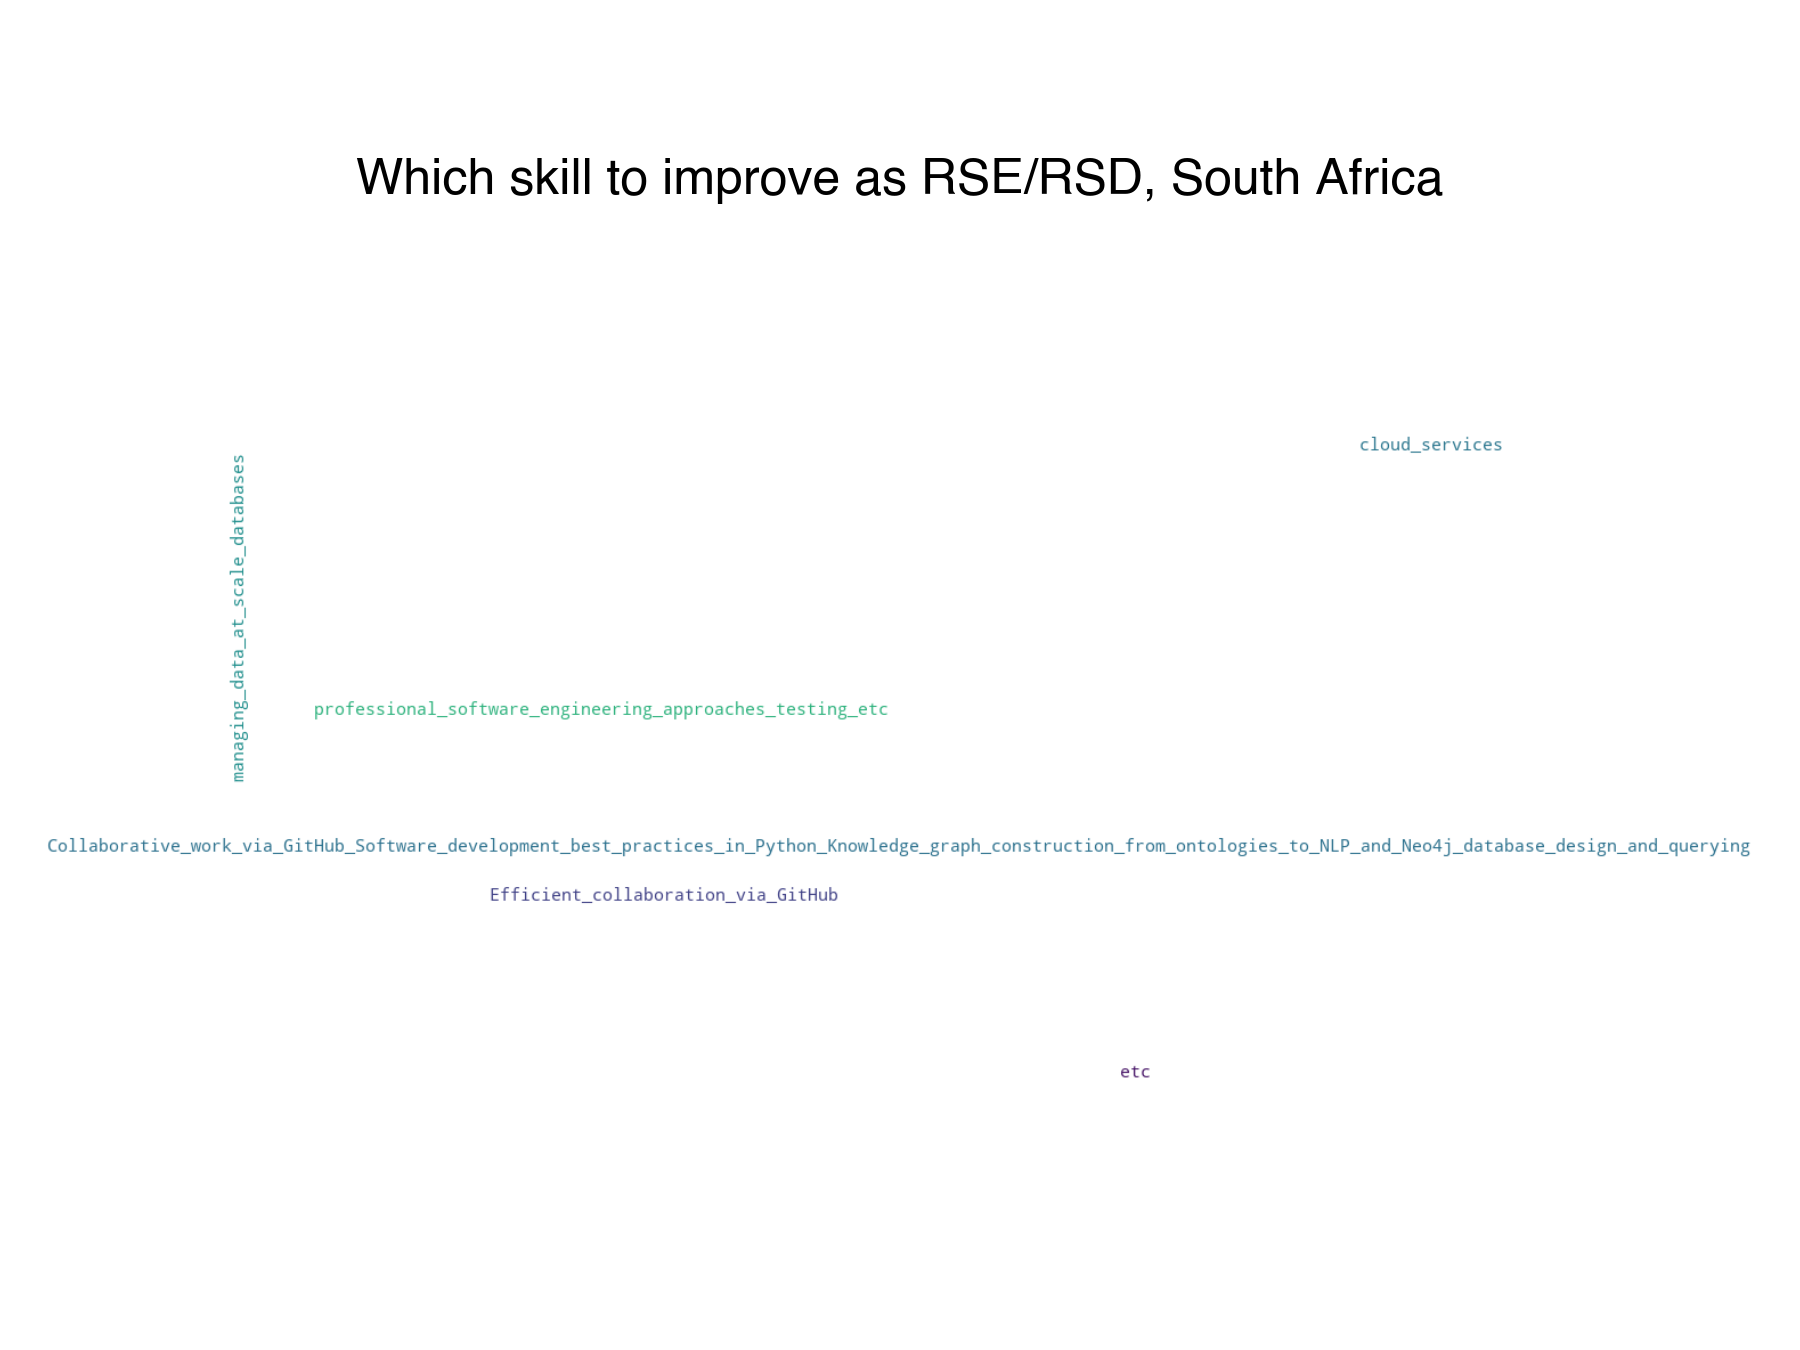 Which skill to improve as RSE/RSD, South Africa
cloud_services
managing_data_at_scale_databases
professional_software_engineering_approaches_testing_etc
Collaborative_work_via_GitHub_Software_development_best_practices_in_Python_Knowledge_graph_construction_from_ontologies_to_NLP_and_Neo4j_database_design_and_querying
Efficient_collaboration_via_GitHub
etc